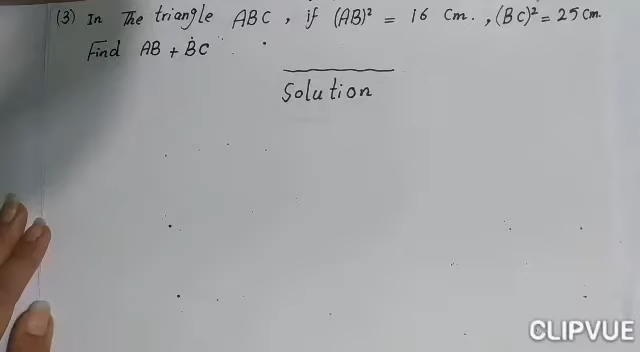 (3) In The triangle ABC , if (AB)² = 16 Cm. , (BC)² = 25 Cm.
Find AB + BC
Solution
CLIPVUE